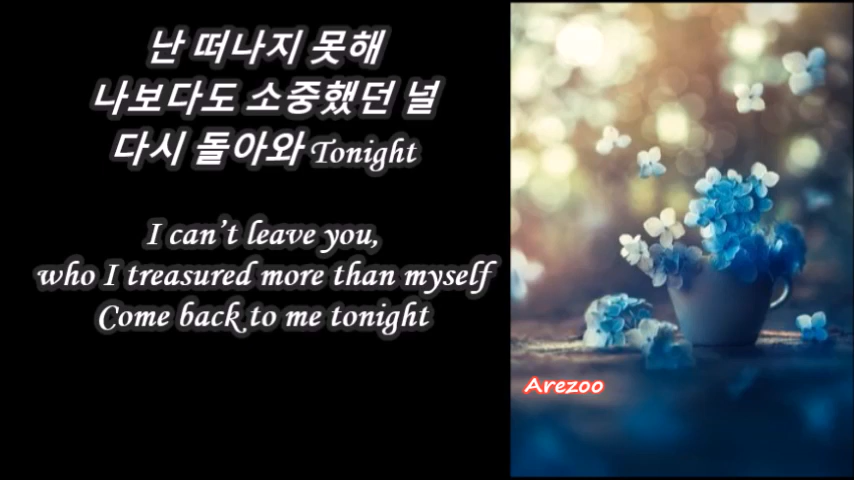 난 떠나지 못해
나보다도 소중했던 널
다시 돌아와 Tonight
I can't leave you,
who I treasured more than myself
Come back to me tonight
Arezoo